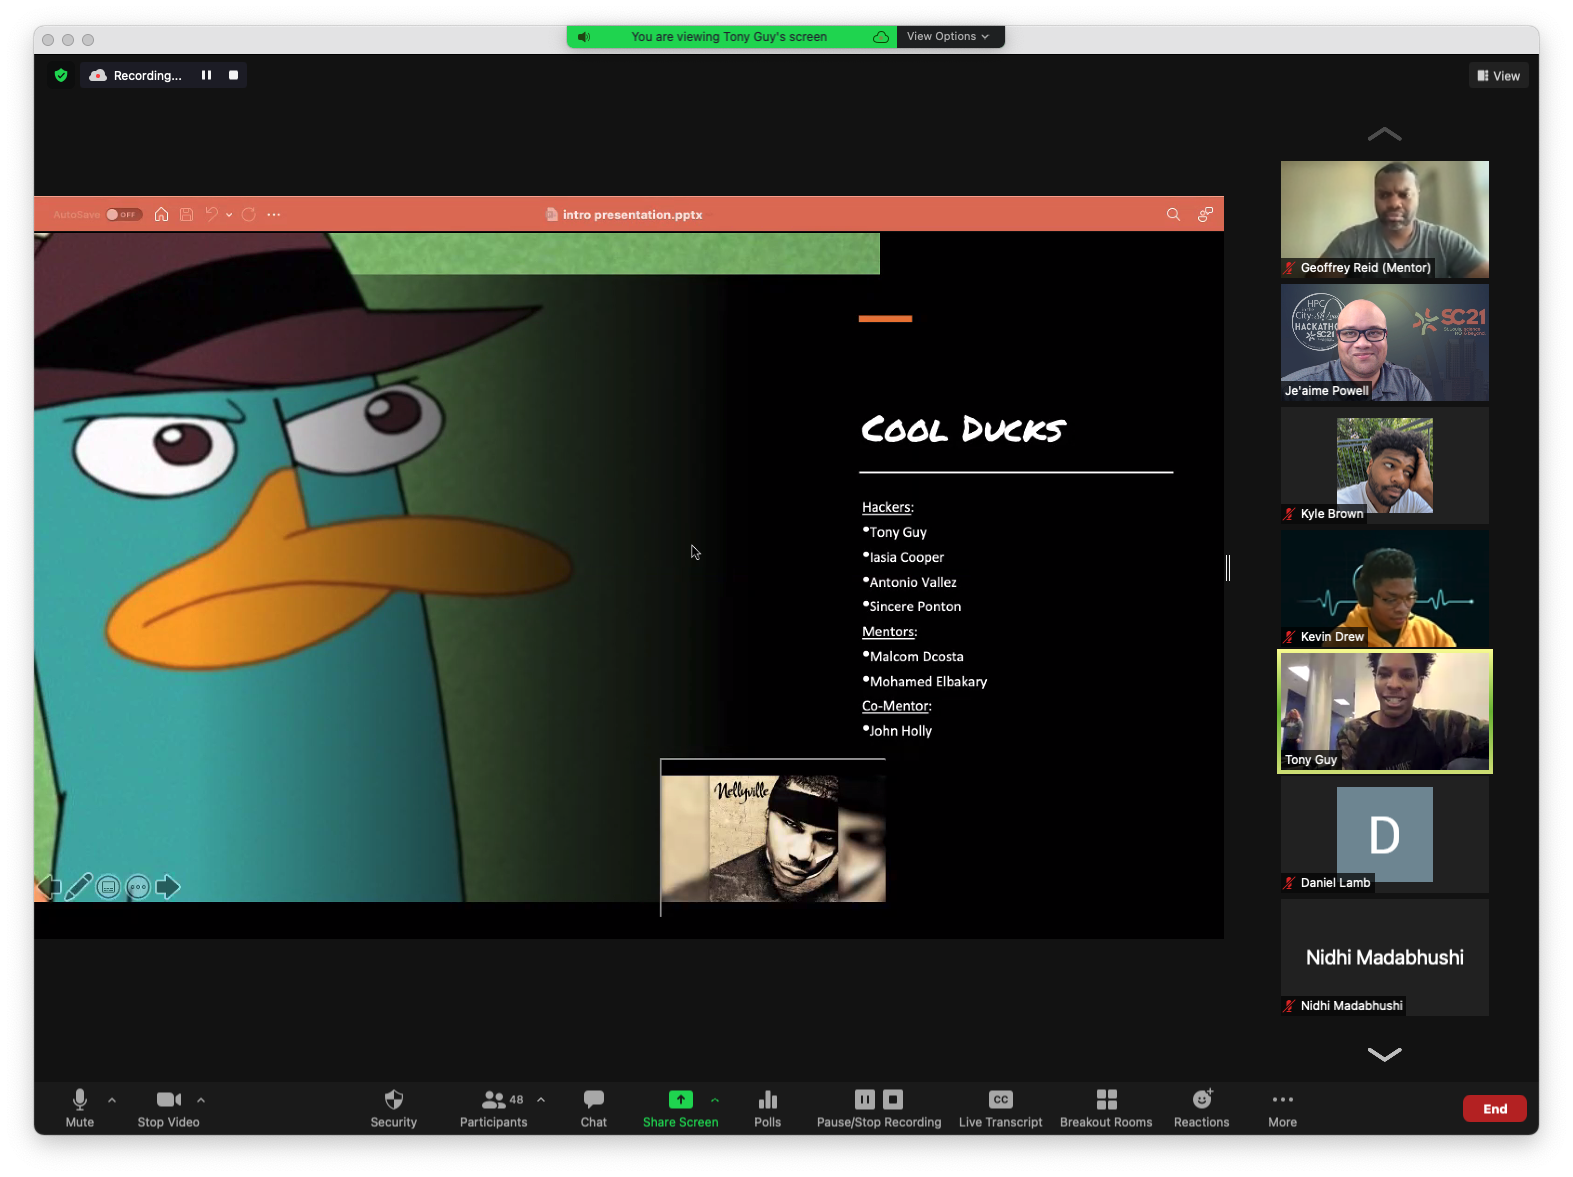 You are viewing Tony Guy's screen
View Options
Recording...
View
AutoSave
OFF
intro presentation.pptx
Cool Ducks
Hackers:
•Tony Guy
•Iasia Cooper
•Antonio Vallez
•Sincere Ponton
Mentors:
•Malcom Dcosta
•Mohamed Elbakary
Co-Mentor:
•John Holly
Nellyville
Geoffrey Reid (Mentor)
HPC
City
HACKATHO
SC21
SC21
Je'aime Powell
Kyle Brown
Kevin Drew
Tony Guy
D
Daniel Lamb
Nidhi Madabhushi
Nidhi Madabhushi
Mute
Stop Video
Security
48
Participants
Chat
Share Screen
Polls
Pause/Stop Recording
CC
Live Transcript
Breakout Rooms
Reactions
More
End